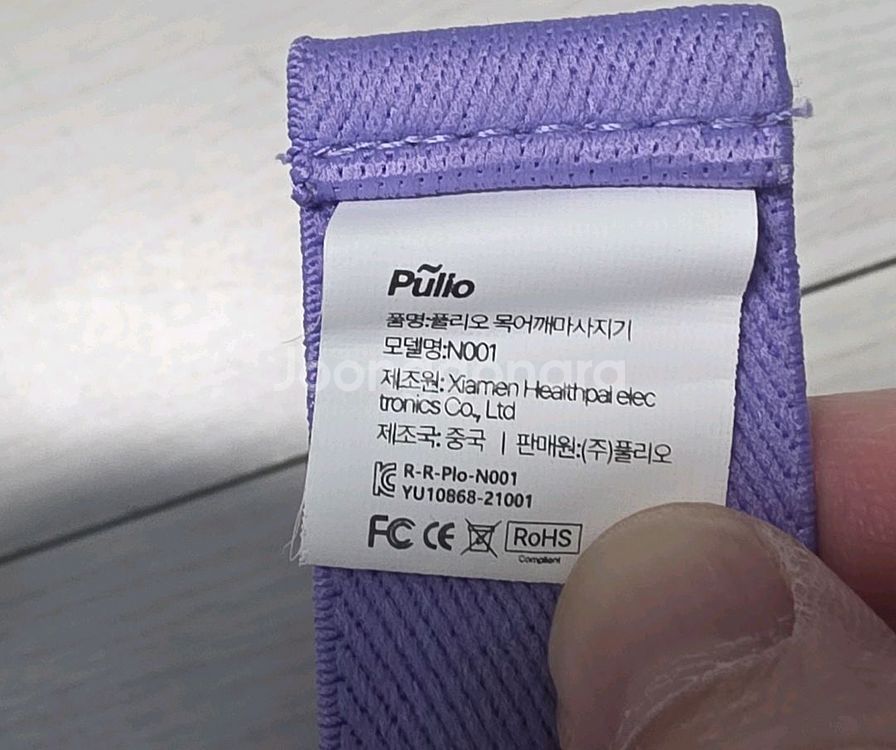 Pulio
품명:풀리오 목어깨마사지기
모델명:N001
Joongonara
제조원: Xiamen Healthpal elec
tronics Co., Ltd
제조국: 중국 | 판매원:(주)풀리오
R-R-Plo-N001
YU10868-21001
FC CE RoHS
Compliant